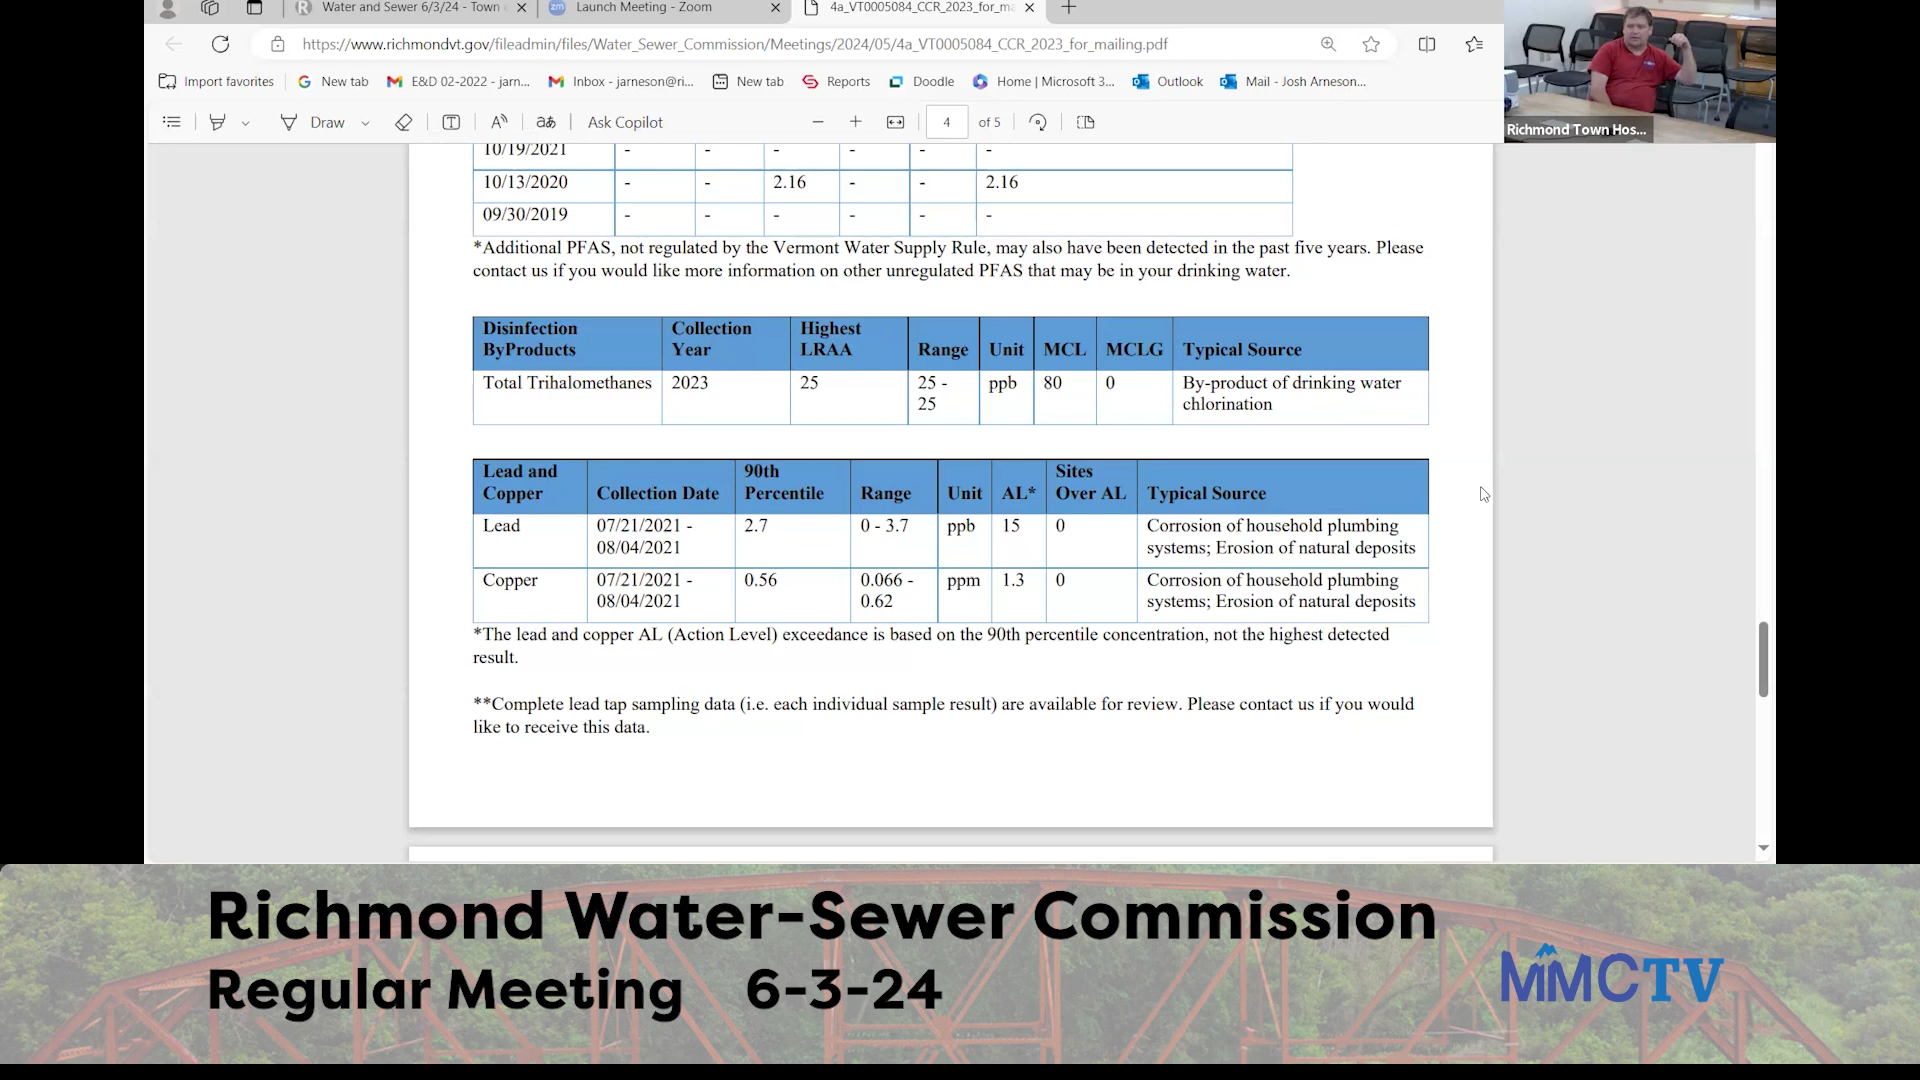 Water and Sewer 6/3/24 - Town
Launch Meeting - Zoom
4a_VT0005084_CCR_2023_for_ma
https://www.richmondvt.gov/fileadmin/files/Water_Sewer_Commission/Meetings/2024/05/4a_VT0005084_CCR_2023_for_mailing.pdf
Import favorites
New tab
E&D 02-2022 - jarn...
Inbox - jarneson@ri...
New tab
Reports
Doodle
Home | Microsoft 3...
Outlook
Mail - Josh Arneson...
Draw
Ask Copilot
4 of 5
Richmond Town Hos...
10/19/2021 - - - - - -
10/13/2020 - - 2.16 - - 2.16
09/30/2019 - - - - - -
*Additional PFAS, not regulated by the Vermont Water Supply Rule, may also have been detected in the past five years. Please
contact us if you would like more information on other unregulated PFAS that may be in your drinking water.
Disinfection Collection Highest
ByProducts Year LRAA Range Unit MCL MCLG Typical Source
Total Trihalomethanes 2023 25 25 - ppb 80 0 By-product of drinking water
25 chlorination
Lead and 90th Sites
Copper Collection Date Percentile Range Unit AL* Over AL Typical Source
Lead 07/21/2021 - 2.7 0 - 3.7 ppb 15 0 Corrosion of household plumbing
08/04/2021 systems; Erosion of natural deposits
Copper 07/21/2021 - 0.56 0.066 - ppm 1.3 0 Corrosion of household plumbing
08/04/2021 0.62 systems; Erosion of natural deposits
*The lead and copper AL (Action Level) exceedance is based on the 90th percentile concentration, not the highest detected
result.
**Complete lead tap sampling data (i.e. each individual sample result) are available for review. Please contact us if you would
like to receive this data.
Richmond Water-Sewer Commission
Regular Meeting 6-3-24
MMCTV